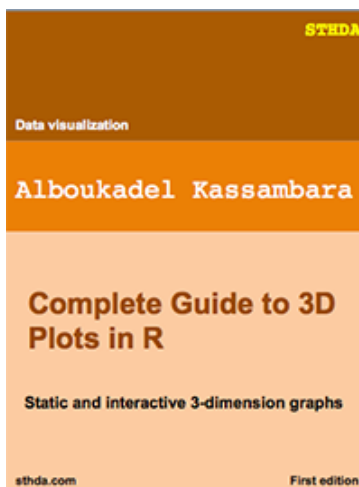 STHDA
Data visualization
Alboukadel Kassambara
Complete Guide to 3D
Plots in R
Static and interactive 3-dimension graphs
sthda.com First edition